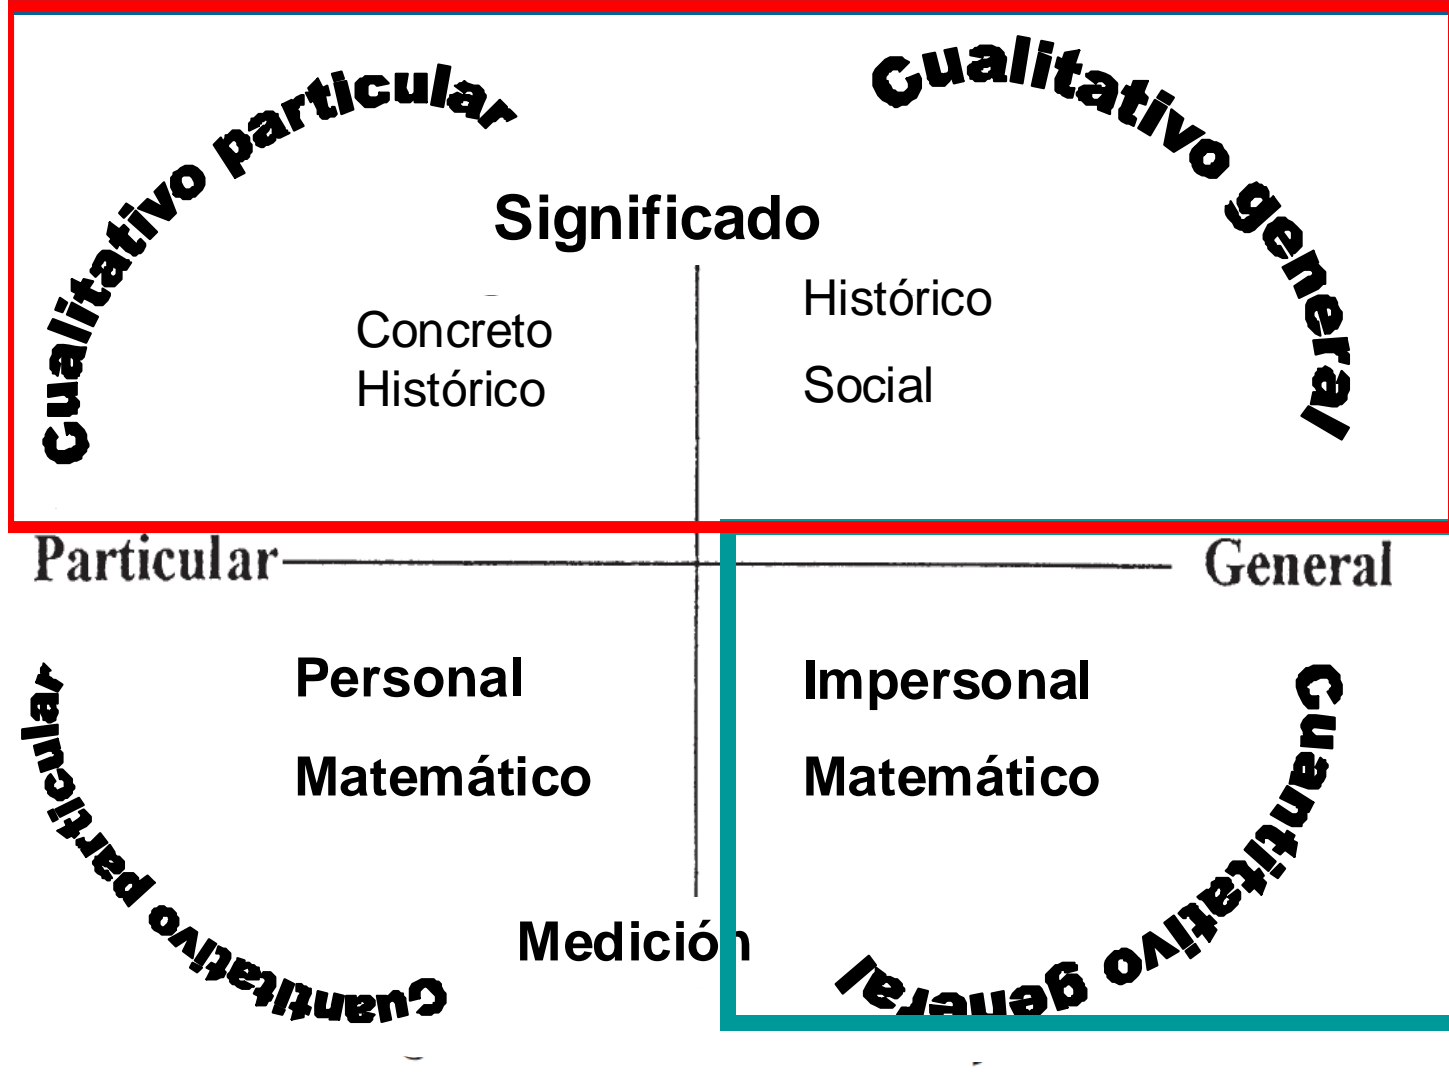 Cualitativo particular
Cualitativo general
Significado
Concreto
Histórico
Histórico
Social
Particular
General
Personal
Matemático
Impersonal
Matemático
Cuantitativo particular
Cuantitativo general
Medición